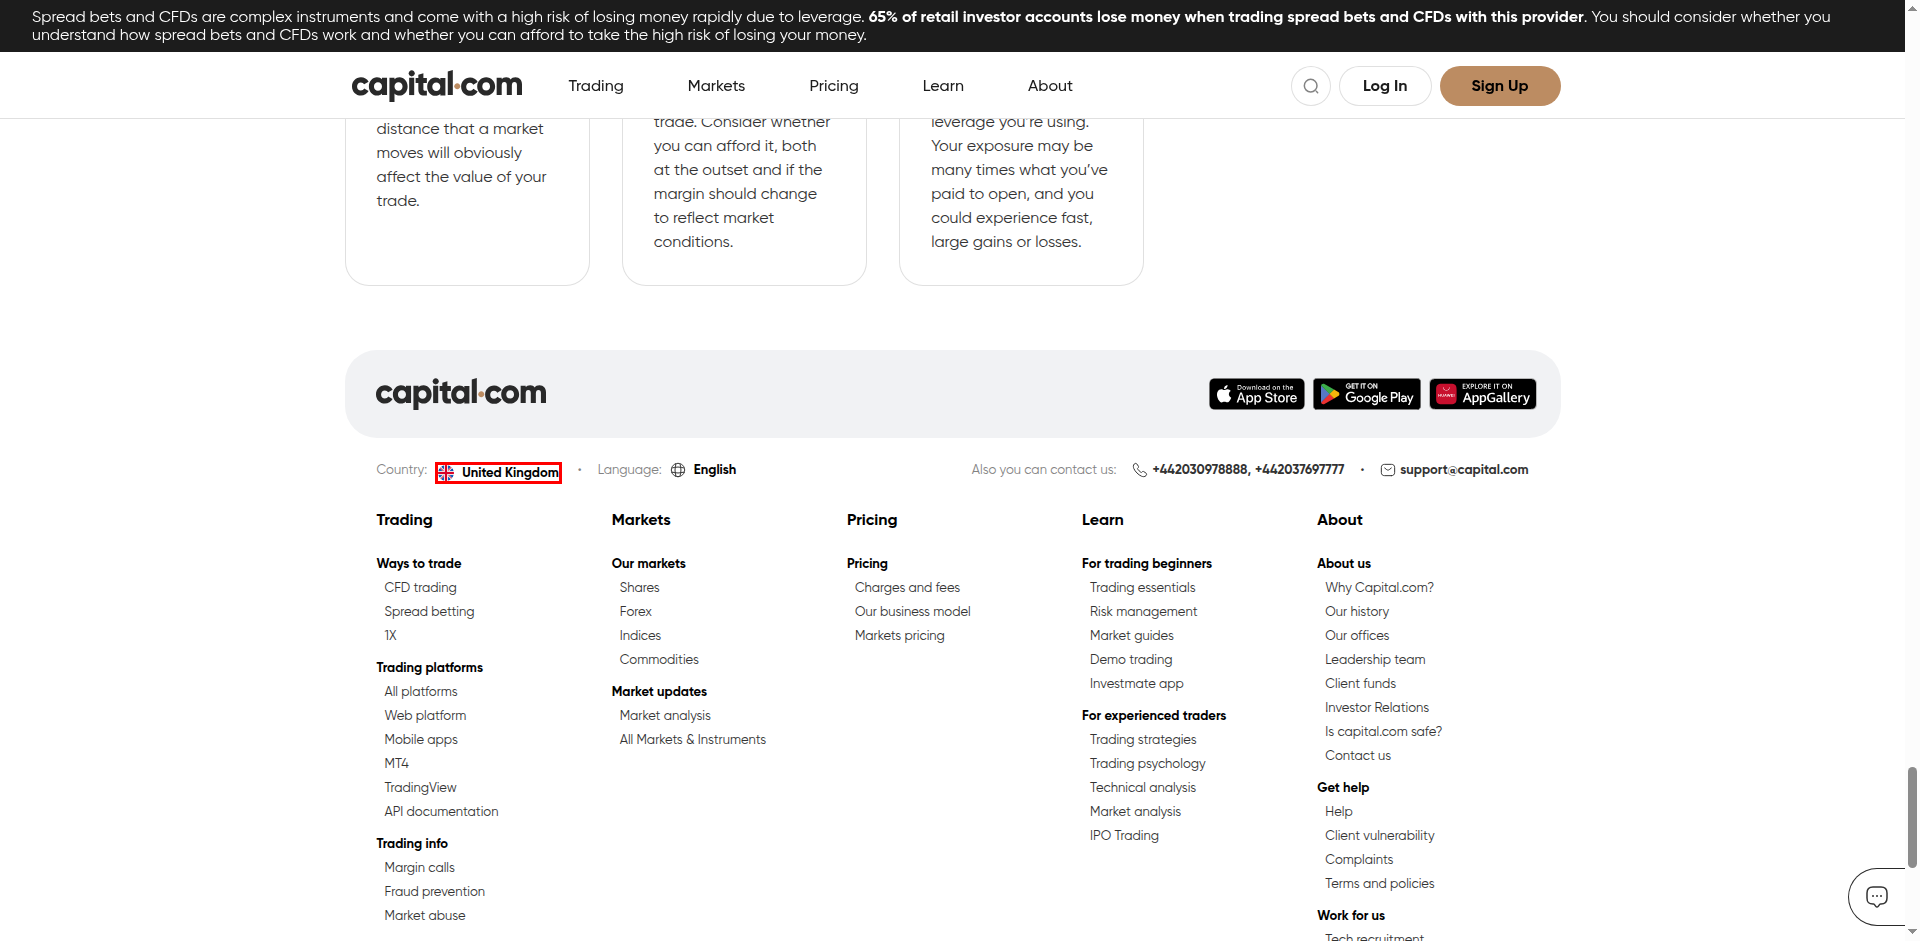 Spread bets and CFDs are complex instruments and come with a high risk of losing money rapidly due to leverage. 65% of retail investor accounts lose money when trading spread bets and CFDs with this provider. You should consider whether you
understand how spread bets and CFDs work and whether you can afford to take the high risk of losing your money.
capital.com
Trading
Markets
Pricing
Learn
About
Log In
Sign Up
distance that a market
moves will obviously
affect the value of your
trade.
trade. Consider whether
you can afford it, both
at the outset and if the
margin should change
to reflect market
conditions.
leverage you're using.
Your exposure may be
many times what you've
paid to open, and you
could experience fast,
large gains or losses.
capital.com
Download on the
App Store
GET IT ON
Google Play
HUAWEI
EXPLORE IT ON
AppGallery
Country: United Kingdom • Language: English
Also you can contact us: +442030978888, +442037697777 • support@capital.com
Trading
Ways to trade
CFD trading
Spread betting
1X
Trading platforms
All platforms
Web platform
Mobile apps
MT4
TradingView
API documentation
Trading info
Margin calls
Fraud prevention
Market abuse
Markets
Our markets
Shares
Forex
Indices
Commodities
Market updates
Market analysis
All Markets & Instruments
Pricing
Pricing
Charges and fees
Our business model
Markets pricing
Learn
For trading beginners
Trading essentials
Risk management
Market guides
Demo trading
Investmate app
For experienced traders
Trading strategies
Trading psychology
Technical analysis
Market analysis
IPO Trading
About
About us
Why Capital.com?
Our history
Our offices
Leadership team
Client funds
Investor Relations
Is capital.com safe?
Contact us
Get help
Help
Client vulnerability
Complaints
Terms and policies
Work for us
Tech recruitment